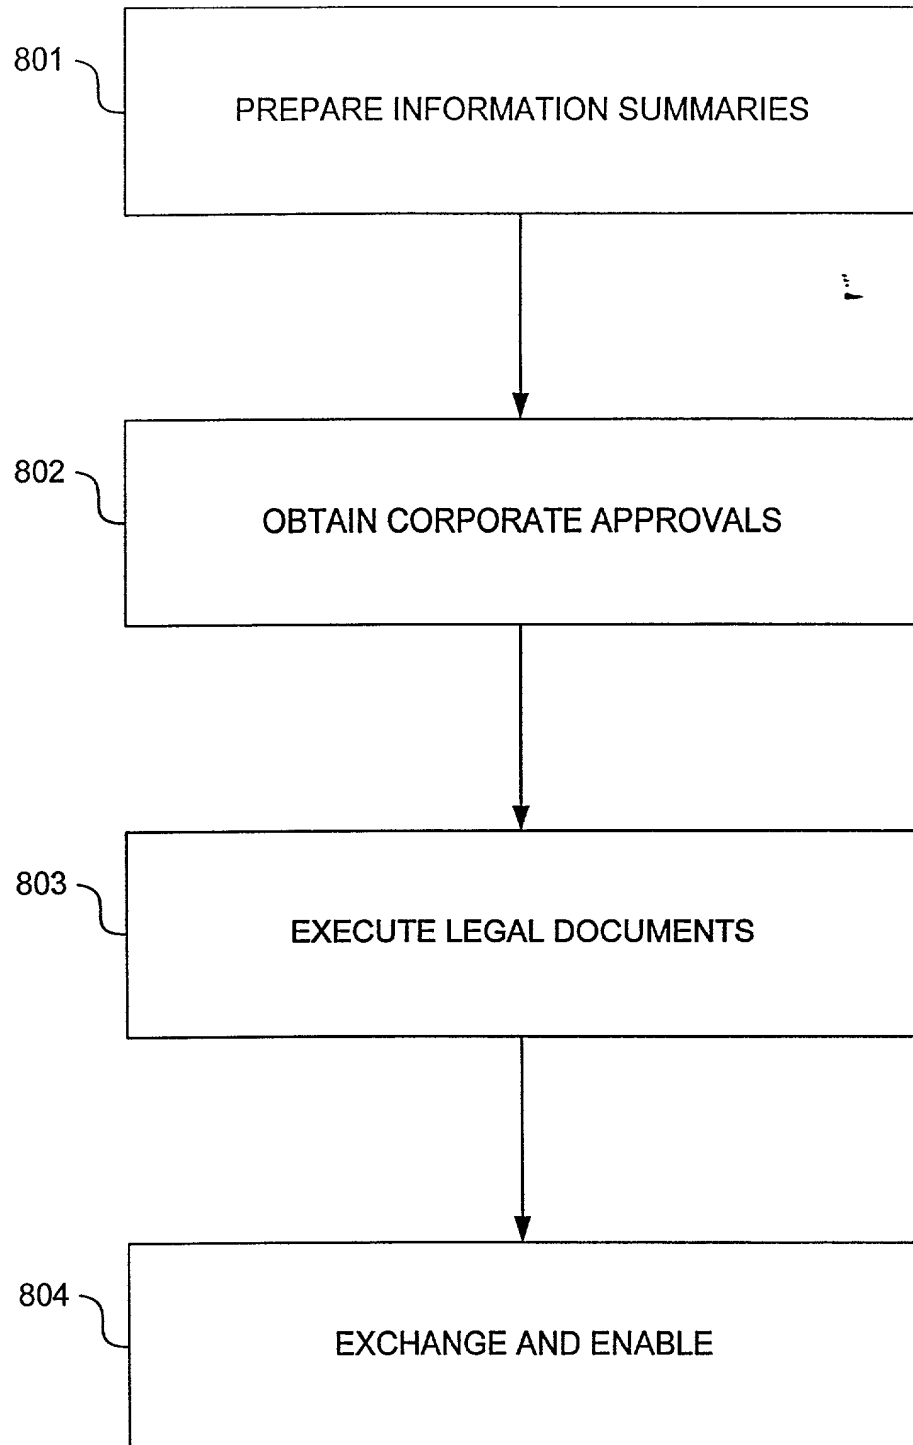 801
PREPARE INFORMATION SUMMARIES
802
OBTAIN CORPORATE APPROVALS
803
EXECUTE LEGAL DOCUMENTS
804
EXCHANGE AND ENABLE